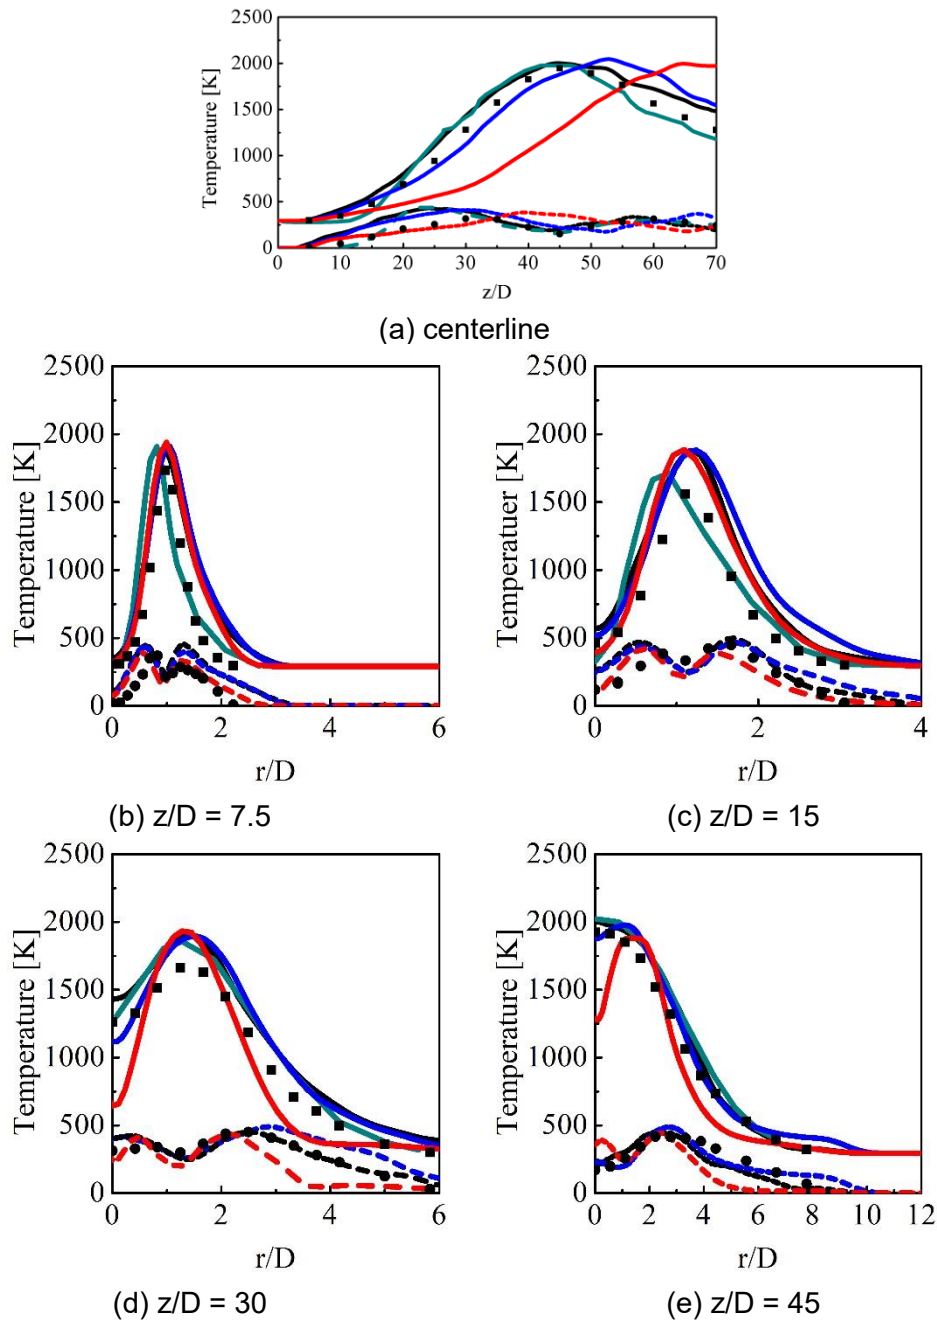 2500
2000
1500
1000
500
0
Temperature [K]
0 10 20 30 40 50 60 70
z/D
(a) centerline
2500
2000
1500
1000
500
0
Temperature [K]
0 2 4 6
r/D
(b) z/D = 7.5
2500
2000
1500
1000
500
0
Temperatuer [K]
0 2 4
r/D
(c) z/D = 15
2500
2000
1500
1000
500
0
Temperature [K]
0 2 4 6
r/D
(d) z/D = 30
2500
2000
1500
1000
500
0
Temperature [K]
0 2 4 6 8 10 12
r/D
(e) z/D = 45